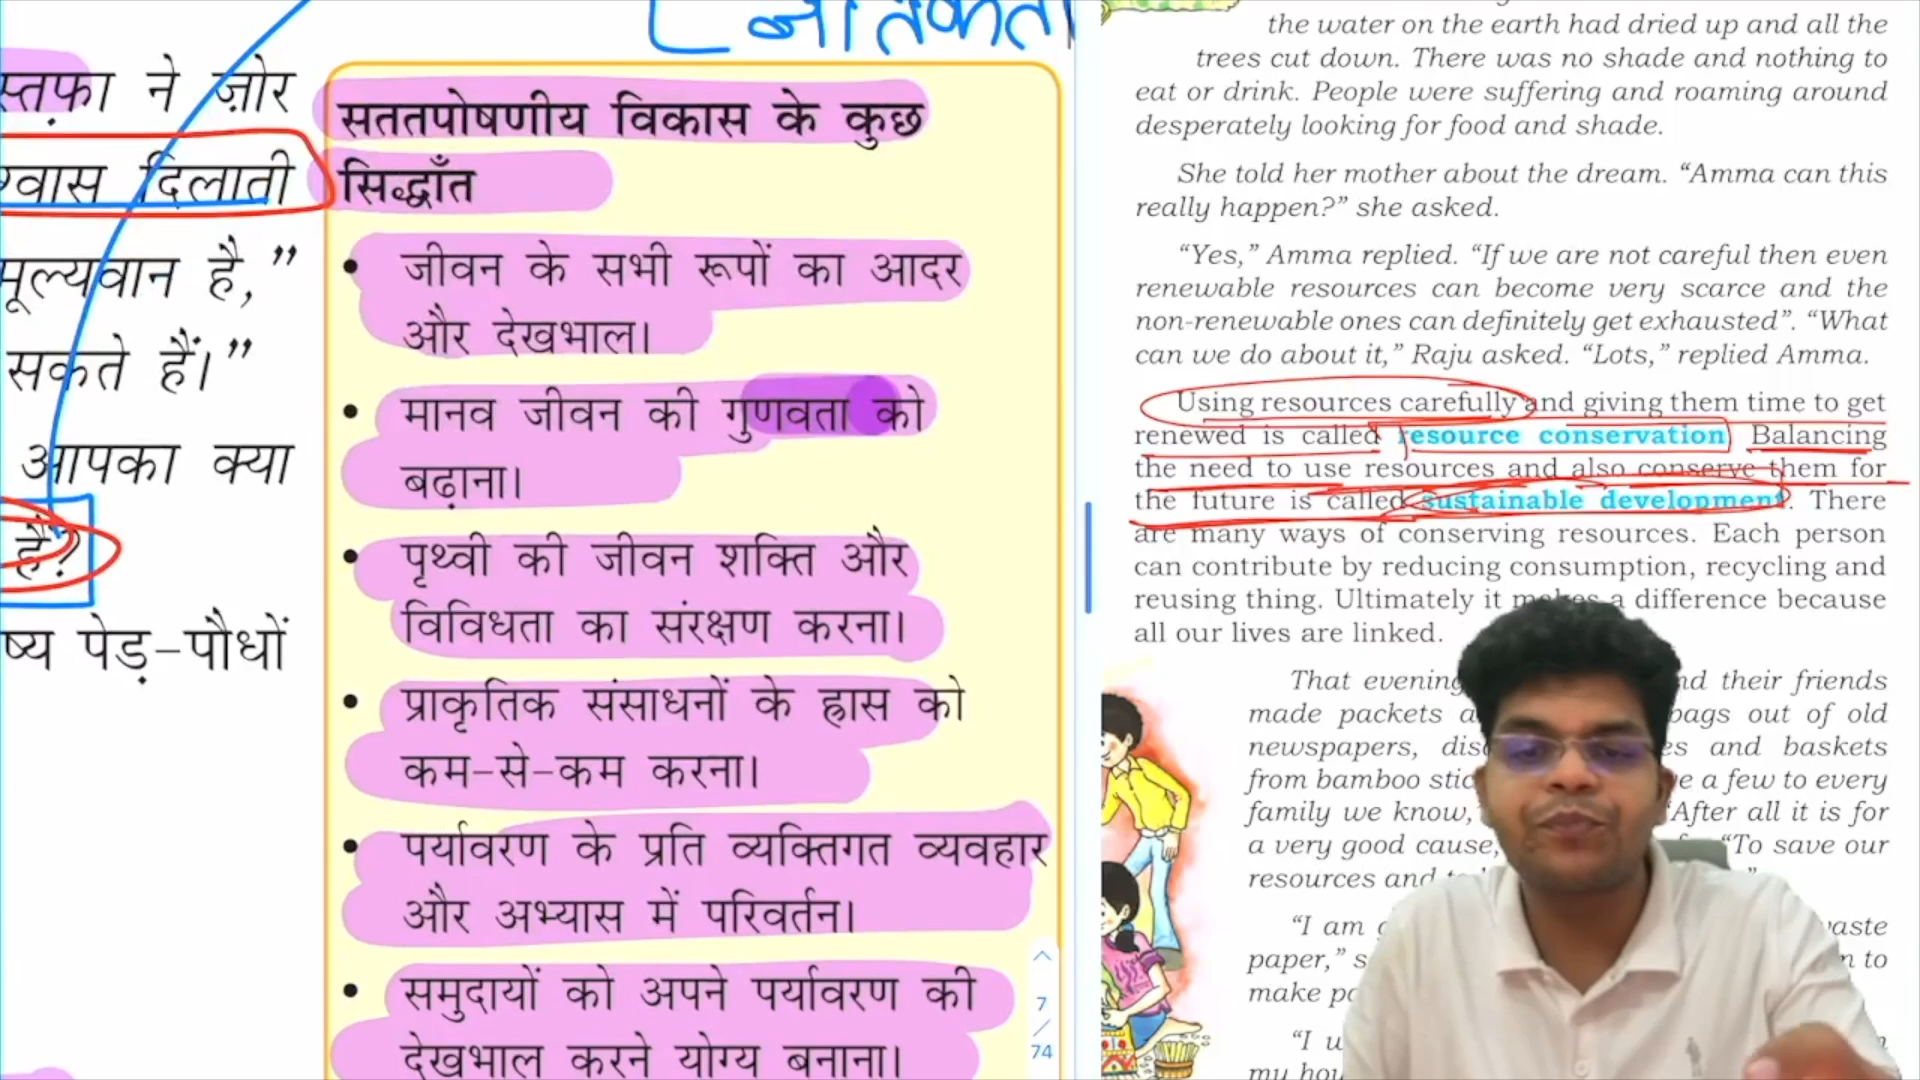 जातकता
स्तफ़ा ने ज़ोर
श्वास दिलाती
मूल्यवान है,”
सकते हैं।”
आपका क्या
है?
ष्य पेड़-पौधों
सततपोषणीय विकास के कुछ
सिद्धाँत
• जीवन के सभी रूपों का आदर
और देखभाल।
• मानव जीवन की गुणवता को
बढ़ाना।
• पृथ्वी की जीवन शक्ति और
विविधता का संरक्षण करना।
• प्राकृतिक संसाधनों के ह्रास को
कम-से-कम करना।
• पर्यावरण के प्रति व्यक्तिगत व्यवहार
और अभ्यास में परिवर्तन।
• समुदायों को अपने पर्यावरण की
देखभाल करने योग्य बनाना।
7
/
74
the water on the earth had dried up and all the
trees cut down. There was no shade and nothing to
eat or drink. People were suffering and roaming around
desperately looking for food and shade.
She told her mother about the dream. “Amma can this
really happen?” she asked.
“Yes,” Amma replied. “If we are not careful then even
renewable resources can become very scarce and the
non-renewable ones can definitely get exhausted”. “What
can we do about it,” Raju asked. “Lots,” replied Amma.
Using resources carefully and giving them time to get
renewed is called resource conservation Balancing
the need to use resources and also conserve them for
the future is called sustainable development. There
are many ways of conserving resources. Each person
can contribute by reducing consumption, recycling and
reusing thing. Ultimately it makes a difference because
all our lives are linked.
That evening nd their friends
made packets a bags out of old
newspapers, dis es and baskets
from bamboo stic e a few to every
family we know, “After all it is for
a very good cause, “To save our
resources and
“I am waste
paper,” s n to
make pa
“I w
my hou